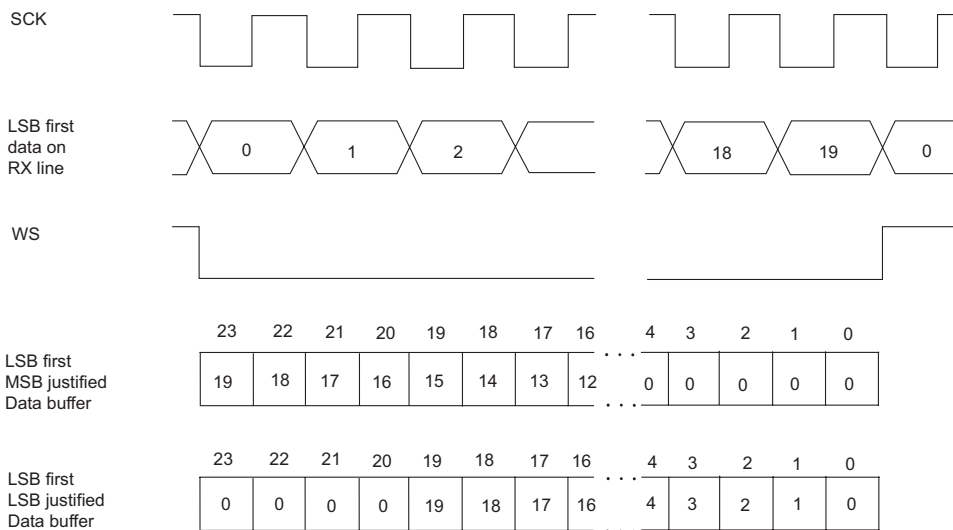 SCK
LSB first
data on
RX line
0 1 2 18 19 0
WS
23 22 21 20 19 18 17 16 4 3 2 1 0
LSB first
MSB justified
Data buffer
19 18 17 16 15 14 13 12 . . . 0 0 0 0 0
23 22 21 20 19 18 17 16 4 3 2 1 0
LSB first
LSB justified
Data buffer
0 0 0 0 19 18 17 16 . . . 4 3 2 1 0